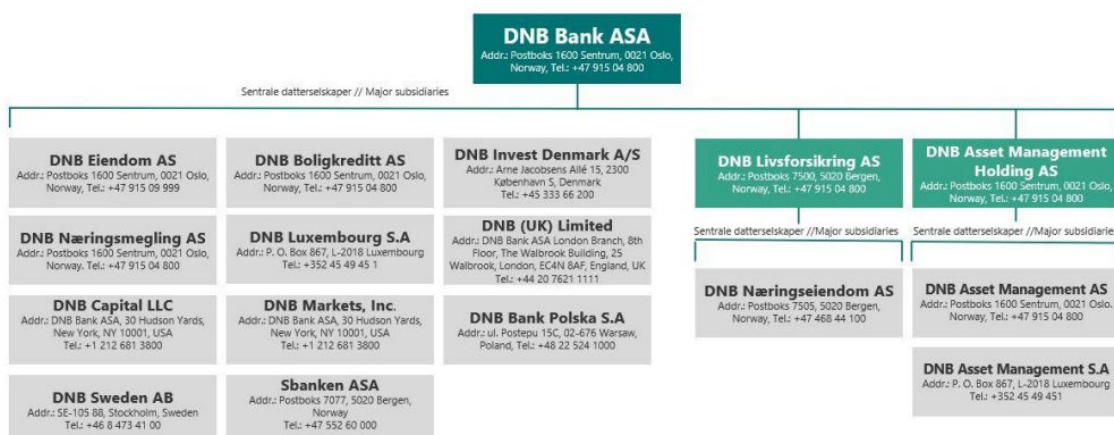 DNB Bank ASA
Addr.: Postboks 1600 Sentrum, 0021 Oslo,
Norway, Tel.: +47 915 04 800
Sentrale datterselskaper // Major subsidiaries
DNB Eiendom AS
Addr.: Postboks 1600 Sentrum, 0021 Oslo,
Norway, Tel.: +47 915 09 999
DNB Boligkreditt AS
Addr.: Postboks 1600 Sentrum, 0021 Oslo,
Norway, Tel.: +47 915 04 800
DNB Invest Denmark A/S
Addr.: Arne Jacobsens Allé 15, 2300
København S, Denmark
Tel.: +45 333 66 200
DNB Livsforsikring AS
Addr.: Postboks 7500, 5020 Bergen,
Norway, Tel.: +47 915 04 800
DNB Asset Management
Holding AS
Addr.: Postboks 1600 Sentrum, 0021 Oslo,
Norway, Tel.: +47 915 04 800
DNB Næringsmegling AS
Addr.: Postboks 1600 Sentrum, 0021 Oslo,
Norway. Tel.: +47 915 04 800
DNB Luxembourg S.A
Addr.: P. O. Box 867, L-2018 Luxembourg
Tel.: +352 45 49 45 1
DNB (UK) Limited
Addr.: DNB Bank ASA London Branch, 8th
Floor, The Walbrook Building, 25
Walbrook, London, EC4N 8AF, England, UK
Tel.: +44 20 7621 1111
Sentrale datterselskaper //Major subsidiaries
Sentrale datterselskaper //Major subsidiaries
DNB Capital LLC
Addr.: DNB Bank ASA, 30 Hudson Yards,
New York, NY 10001, USA
Tel.: +1 212 681 3800
DNB Markets, Inc.
Addr.: DNB Bank ASA, 30 Hudson Yards,
New York, NY 10001, USA
Tel.: +1 212 681 3800
DNB Bank Polska S.A
Addr.: ul. Postepu 15C, 02-676 Warsaw,
Poland, Tel.: +48 22 524 1000
DNB Næringseiendom AS
Addr.: Postboks 7505, 5020 Bergen,
Norway, Tel.: +47 468 44 100
DNB Asset Management AS
Addr.: Postboks 1600 Sentrum, 0021 Oslo.
Norway, Tel.: +47 915 04 800
DNB Sweden AB
Addr.: SE-105 88, Stockholm, Sweden
Tel.: +46 8 473 41 00
Sbanken ASA
Addr.: Postboks 7077, 5020 Bergen,
Norway
Tel.: +47 552 60 000
DNB Asset Management S.A
Addr.: P. O. Box 867, L-2018 Luxembourg
Tel.: +352 45 49 451